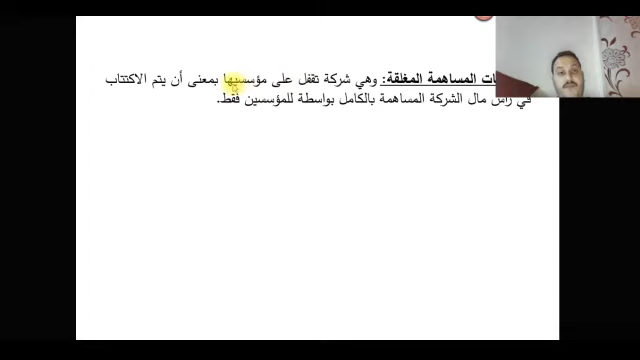 ات المساهمة المغلقة: وهي شركة تقفل على مؤسسيها بمعنى أن يتم الاكتتاب
في رأس مال الشركة المساهمة بالكامل بواسطة للمؤسسين فقط.